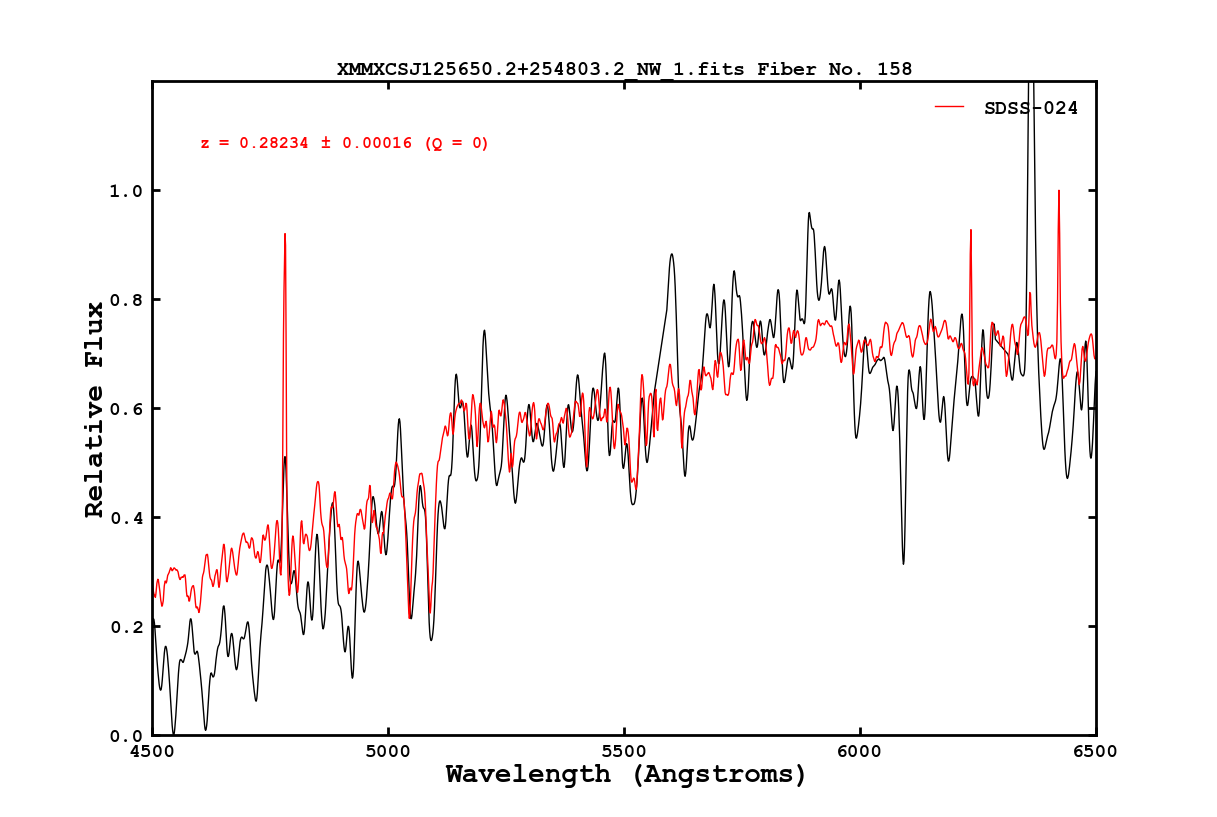 XMMXCSJ125650.2+254803.2_NW_1.fits Fiber No. 158
SDSS-024
z = 0.28234 ± 0.00016 (Q = 0)
1.0
0.8
0.6
0.4
0.2
0.0
Relative Flux
4500 5000 5500 6000 6500
Wavelength (Angstroms)